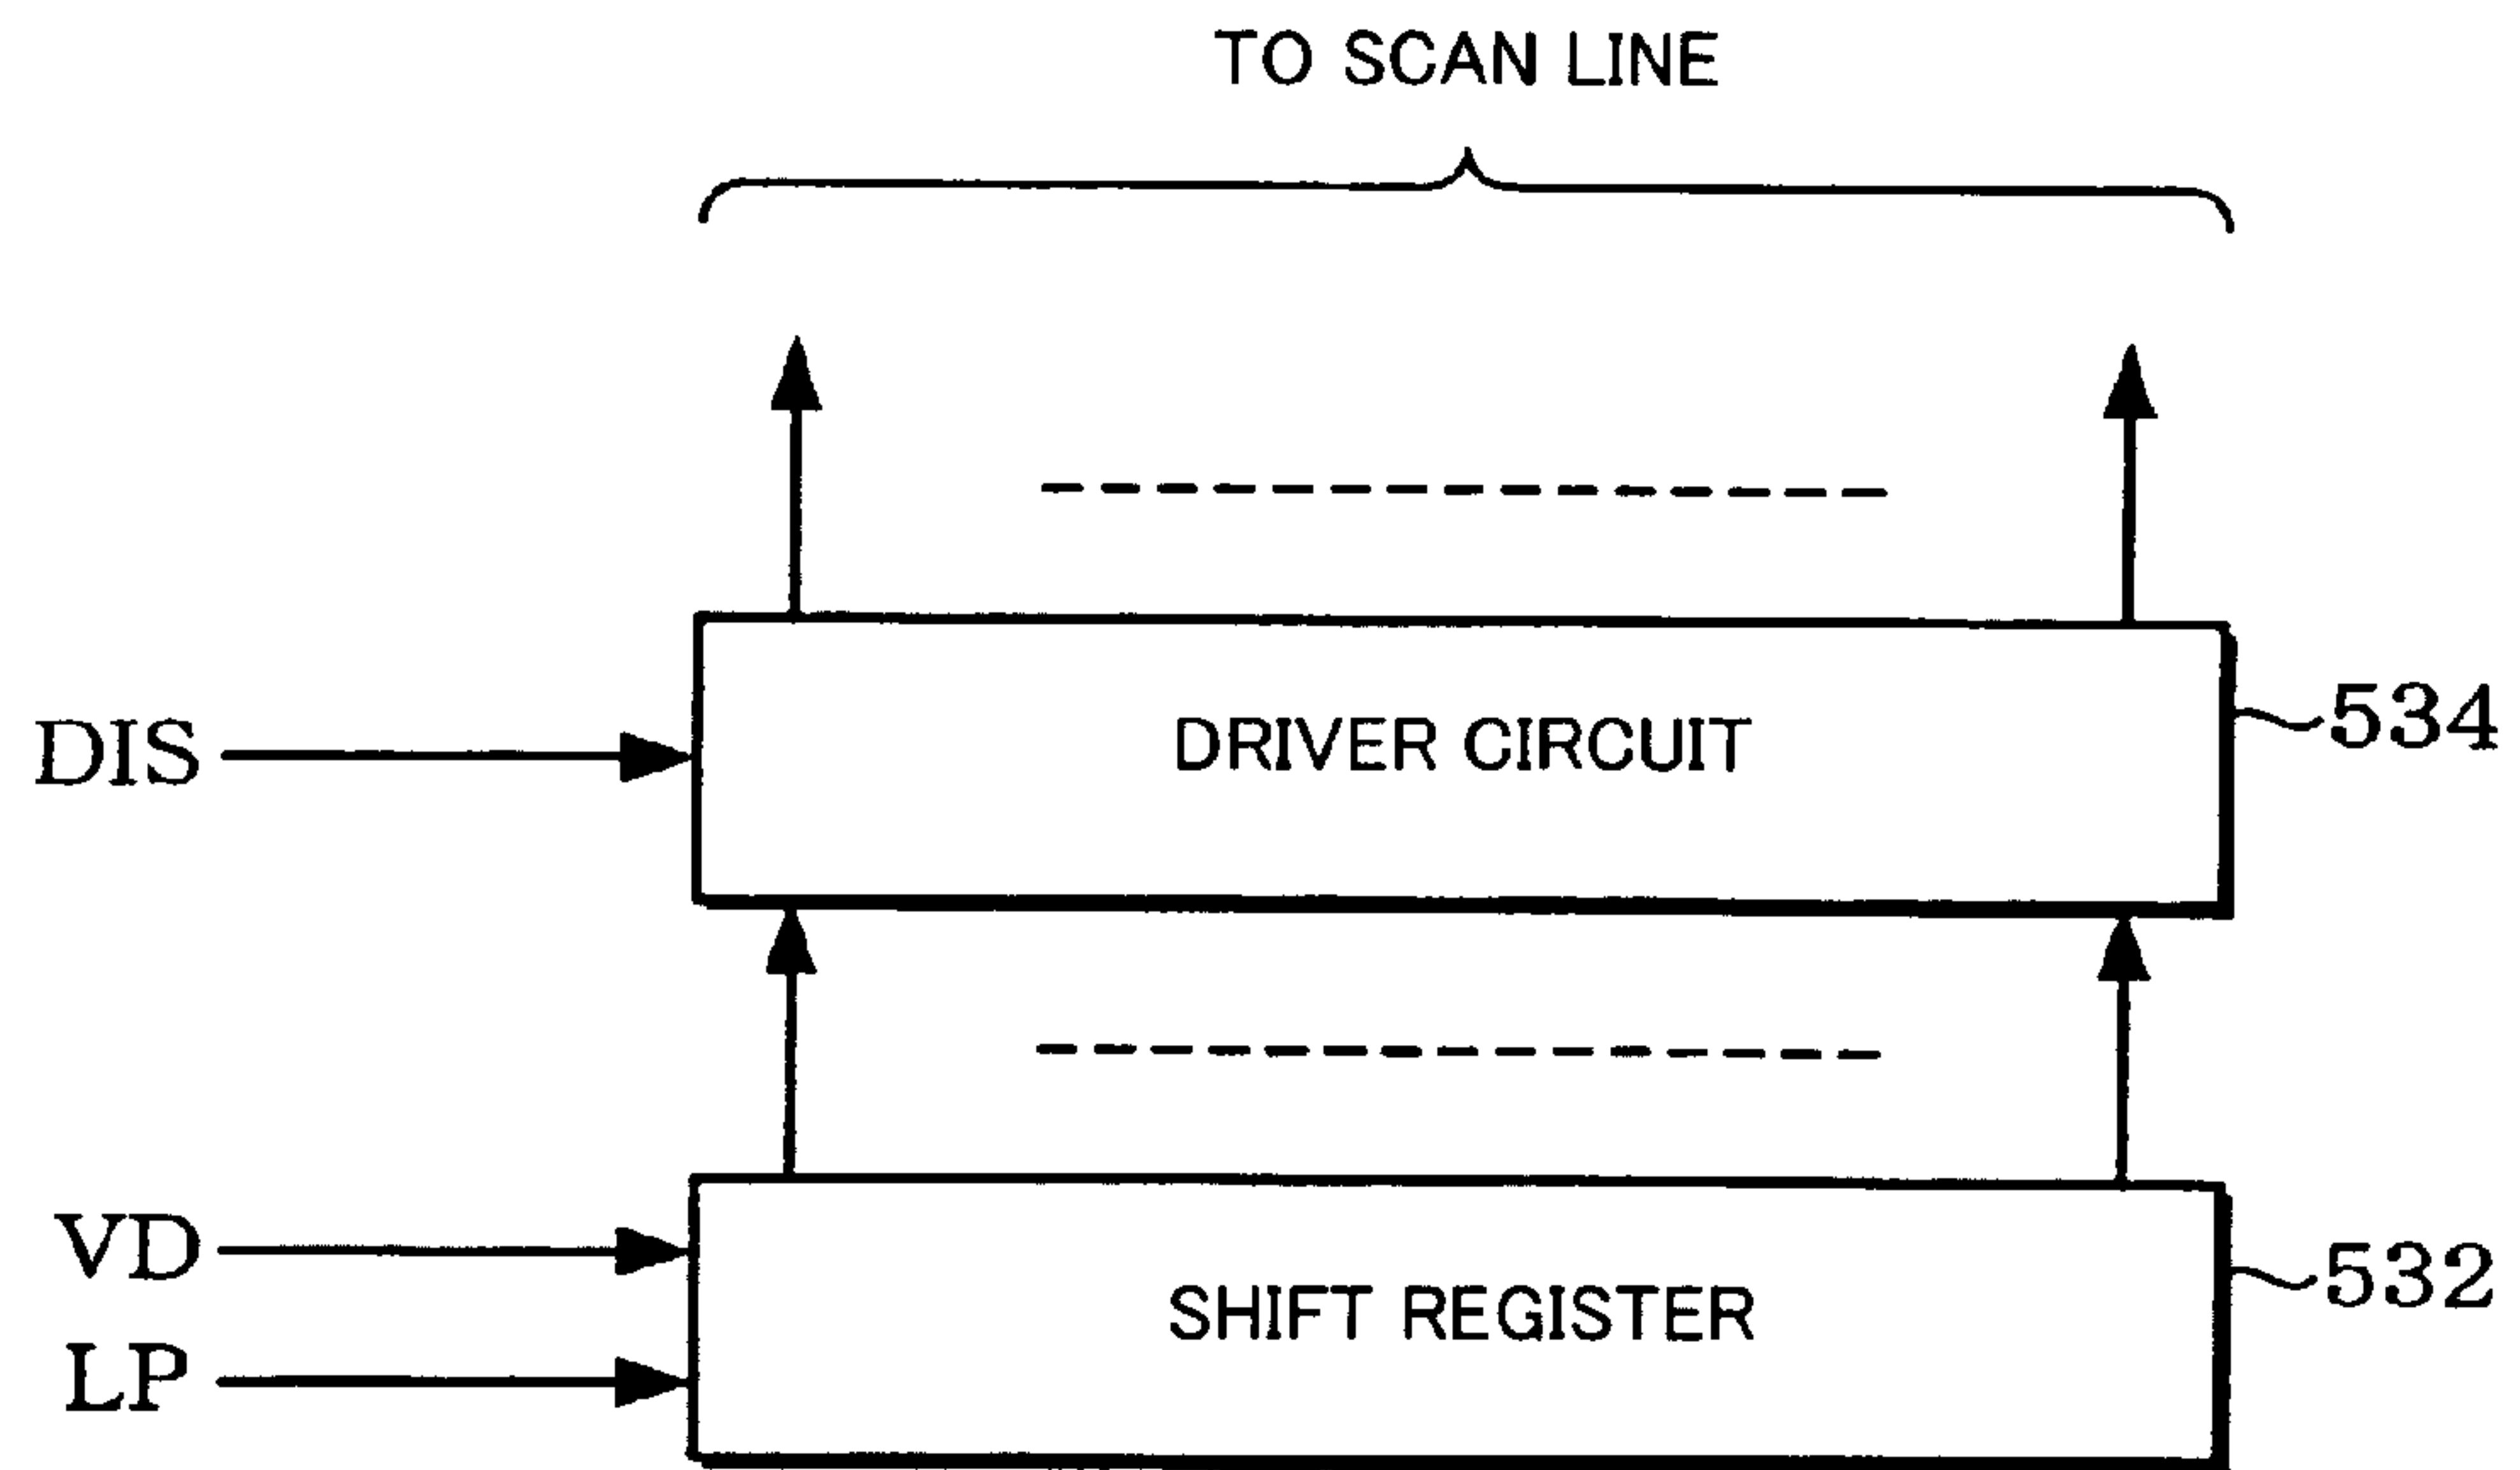 TO SCAN LINE
DIS
DRIVER CIRCUIT
534
VD
LP
SHIFT REGISTER
532